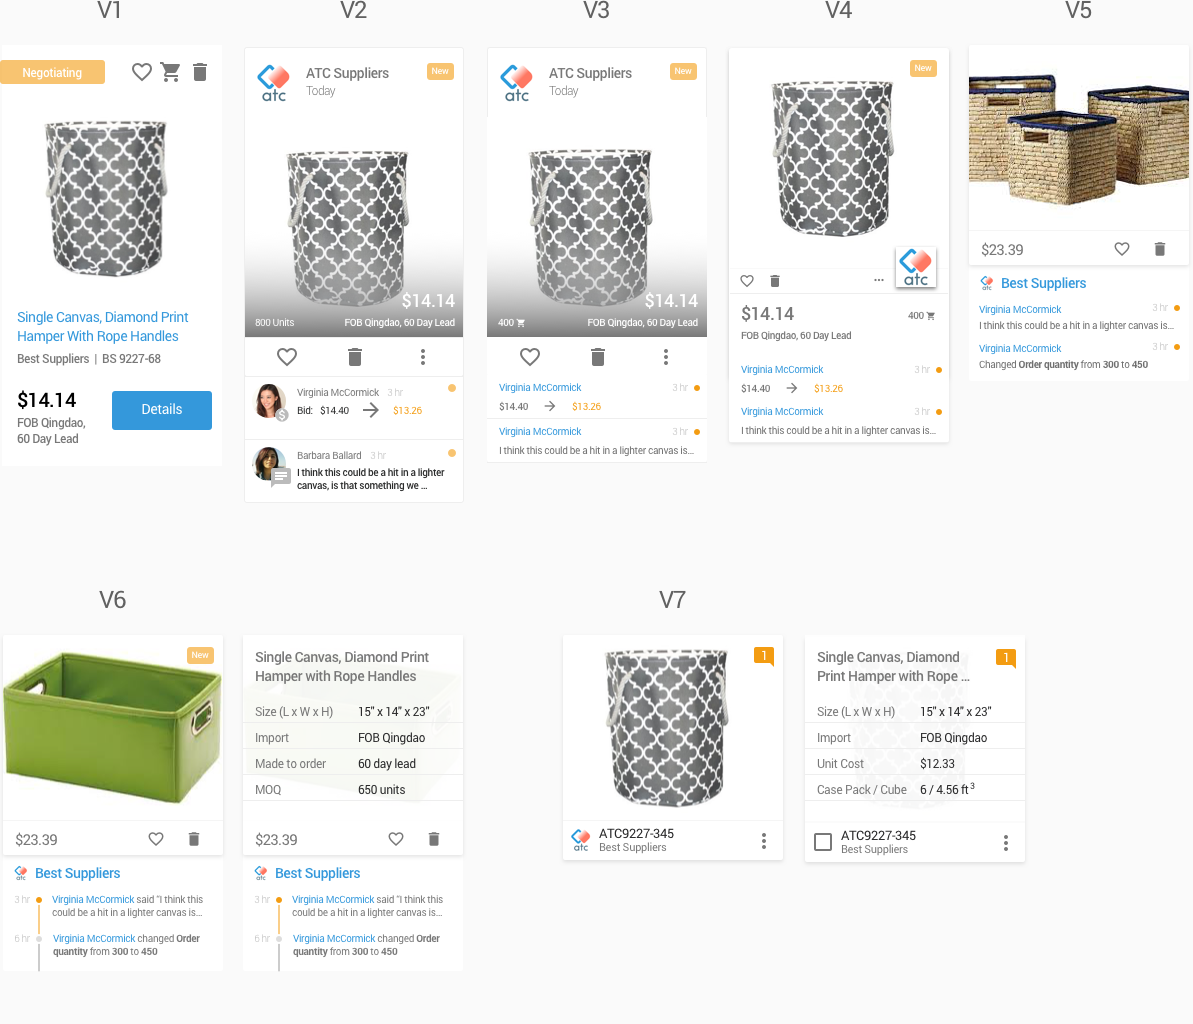 V1
Negotiating
Single Canvas, Diamond Print
Hamper With Rope Handles
Best Suppliers | BS 9227-68
$14.14
FOB Qingdao,
60 Day Lead
Details
V2
atc
ATC Suppliers
Today
New
$14.14
800 Units
FOB Qingdao, 60 Day Lead
Virginia McCormick 3 hr
Bid: $14.40 $13.26
Barbara Ballard 3 hr
I think this could be a hit in a lighter
canvas, is that something we ...
V3
atc
ATC Suppliers
Today
New
$14.14
400
FOB Qingdao, 60 Day Lead
Virginia McCormick 3 hr
$14.40 $13.26
Virginia McCormick 3 hr
I think this could be a hit in a lighter canvas is...
V4
New
atc
$14.14
400
FOB Qingdao, 60 Day Lead
Virginia McCormick 3 hr
$14.40 $13.26
Virginia McCormick 3 hr
I think this could be a hit in a lighter canvas is...
V5
$23.39
atc
Best Suppliers
Virginia McCormick 3 hr
I think this could be a hit in a lighter canvas is...
Virginia McCormick 3 hr
Changed Order quantity from 300 to 450
V6
New
$23.39
atc
Best Suppliers
3 hr
Virginia McCormick said "I think this
could be a hit in a lighter canvas is...
6 hr
Virginia McCormick changed Order
quantity from 300 to 450
Single Canvas, Diamond Print
Hamper with Rope Handles
Size (L x W x H) 15" x 14" x 23"
Import FOB Qingdao
Made to order 60 day lead
MOQ 650 units
$23.39
atc
Best Suppliers
3 hr
Virginia McCormick said "I think this
could be a hit in a lighter canvas is...
6 hr
Virginia McCormick changed Order
quantity from 300 to 450
V7
1
atc
ATC9227-345
Best Suppliers
Single Canvas, Diamond
Print Hamper with Rope ...
1
Size (L x W x H) 15" x 14" x 23"
Import FOB Qingdao
Unit Cost $12.33
Case Pack / Cube 6 / 4.56 ft 3
ATC9227-345
Best Suppliers